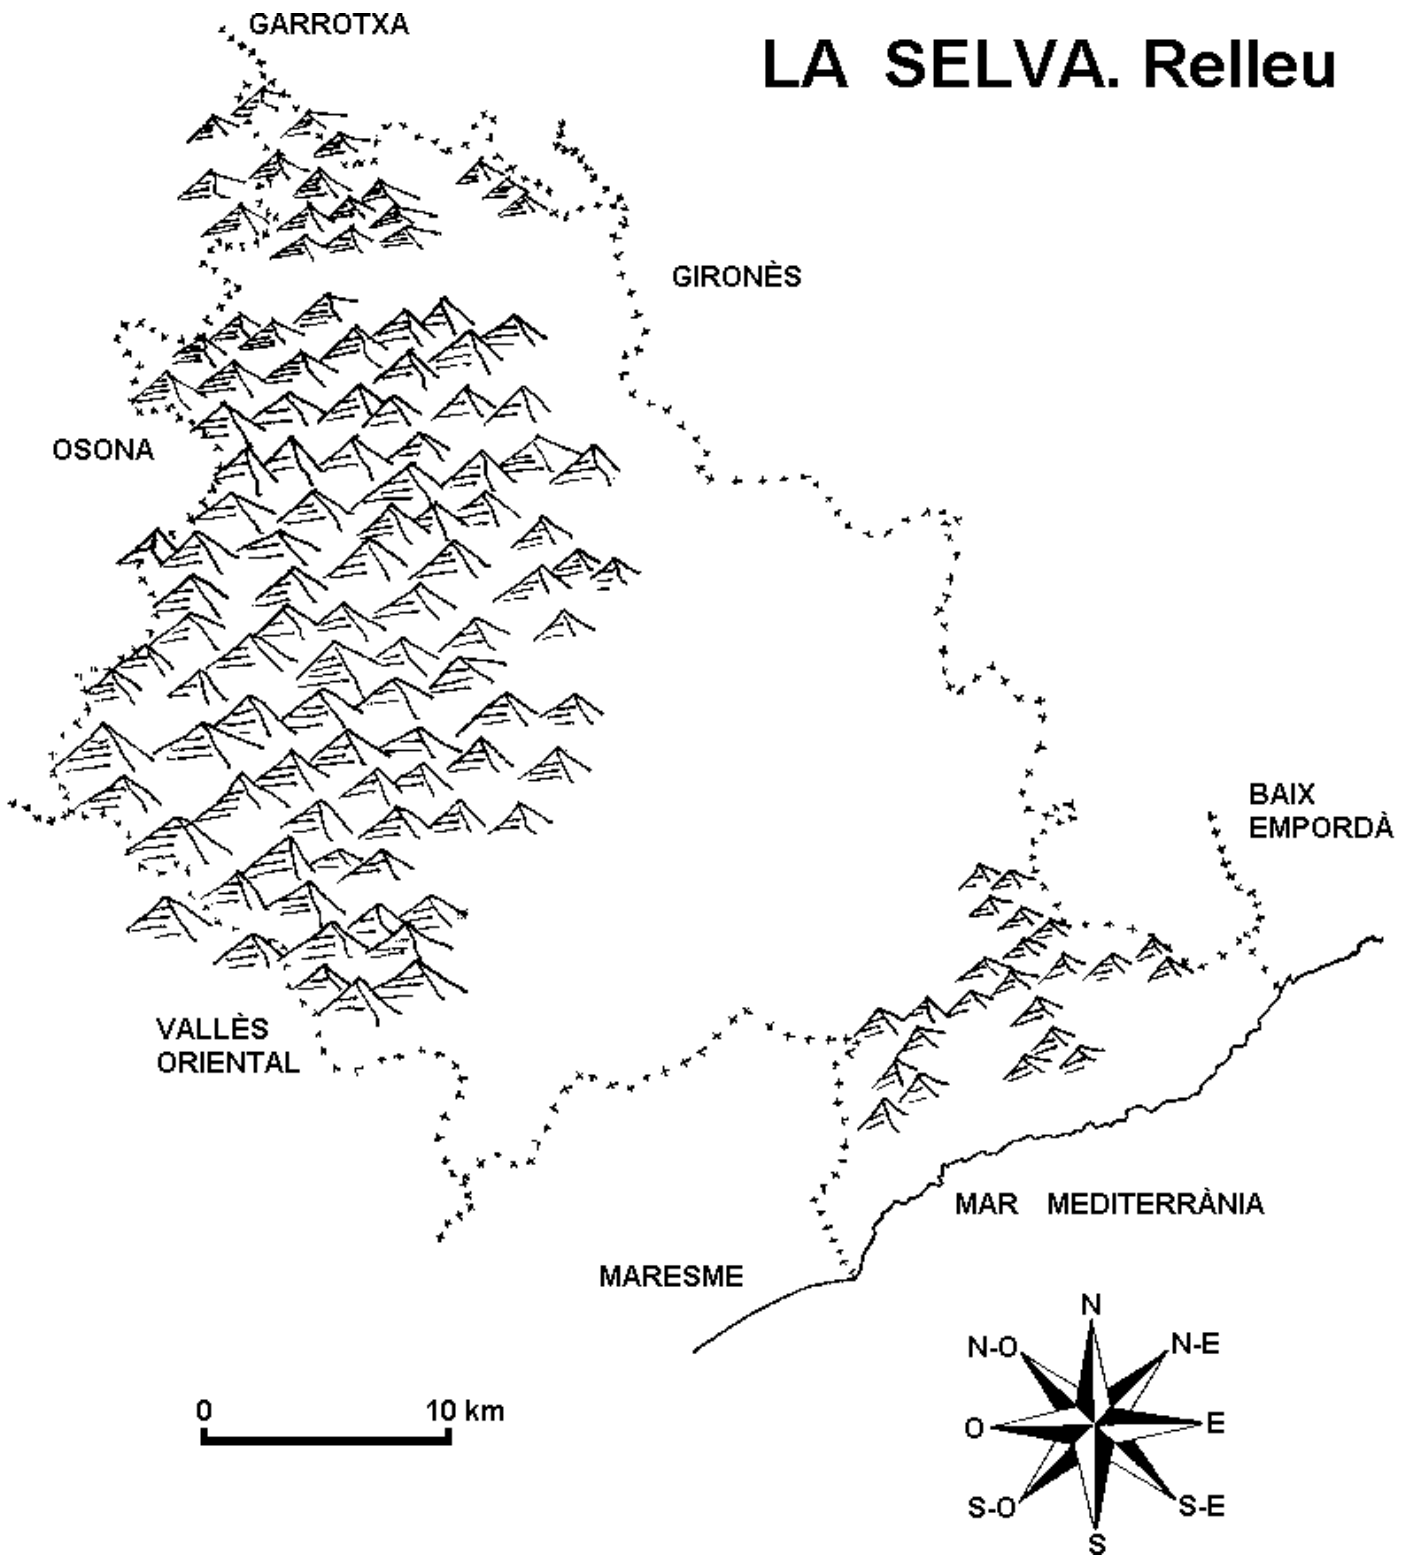 GARROTXA
LA SELVA. Relleu
GIRONÈS
OSONA
BAIX
EMPORDÀ
VALLÈS
ORIENTAL
MAR MEDITERRÀNIA
MARESME
N
N-O
N-E
0
10 km
O
E
S-O
S-E
S